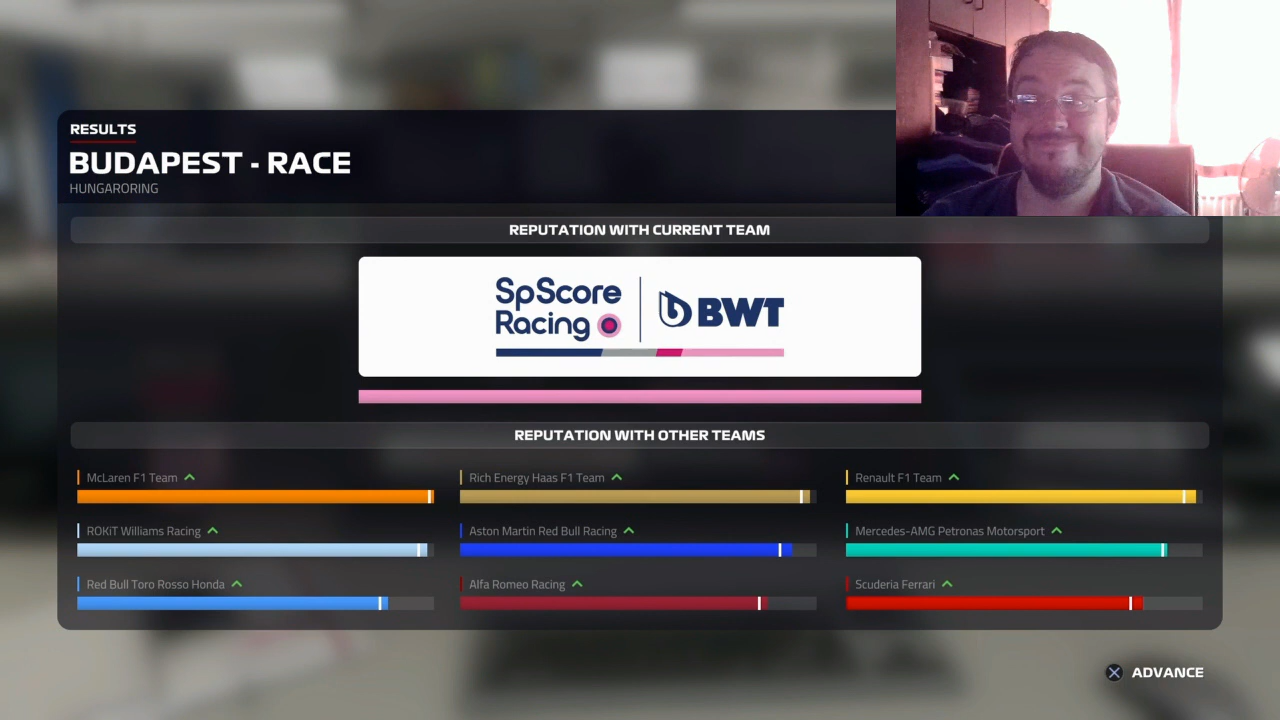 RESULTS
BUDAPEST - RACE
HUNGARORING
REPUTATION WITH CURRENT TEAM
SpScore
Racing
BWT
REPUTATION WITH OTHER TEAMS
McLaren F1 Team
Rich Energy Haas F1 Team
Renault F1 Team
ROKiT Williams Racing
Aston Martin Red Bull Racing
Mercedes-AMG Petronas Motorsport
Red Bull Toro Rosso Honda
Alfa Romeo Racing
Scuderia Ferrari
ADVANCE